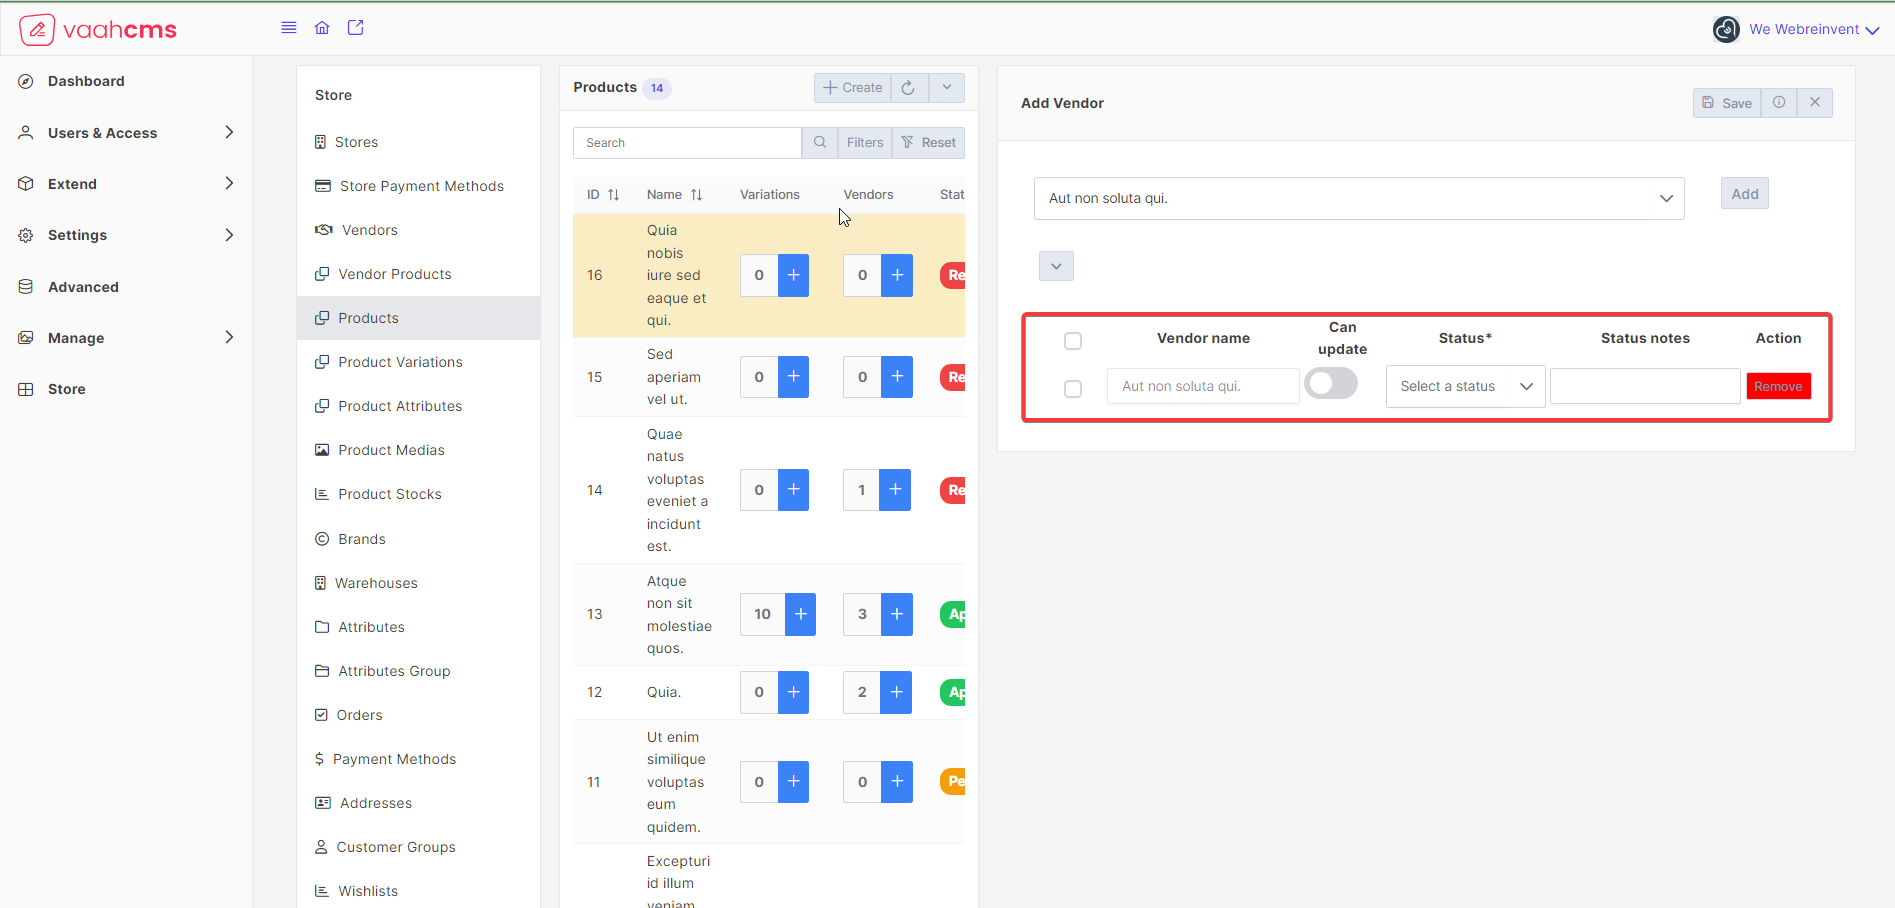 vaahcms
We Webreinvent
Dashboard
Users & Access
Extend
Settings
Advanced
Manage
Store
Store
Stores
Store Payment Methods
Vendors
Vendor Products
Products
Product Variations
Product Attributes
Product Medias
Product Stocks
Brands
Warehouses
Attributes
Attributes Group
Orders
Payment Methods
Addresses
Customer Groups
Wishlists
Products 14
+ Create
Search
Filters
Reset
ID Name Variations Vendors Stat
16 Quia 0 + 0 + Re
nobis
iure sed
eaque et
qui.
15 Sed 0 + 0 + Re
aperiam
vel ut.
14 Quae 0 + 1 + Re
natus
voluptas
eveniet a
incidunt
est.
13 Atque 10 + 3 + Ap
non sit
molestiae
quos.
12 Quia. 0 + 2 + Ap
11 Ut enim 0 + 0 + Pe
similique
voluptas
eum
quidem.
Excepturi
id illum
veniam
Add Vendor
Save
Aut non soluta qui.
Add
Vendor name Can Status* Status notes Action
update
Aut non soluta qui. Select a status Remove